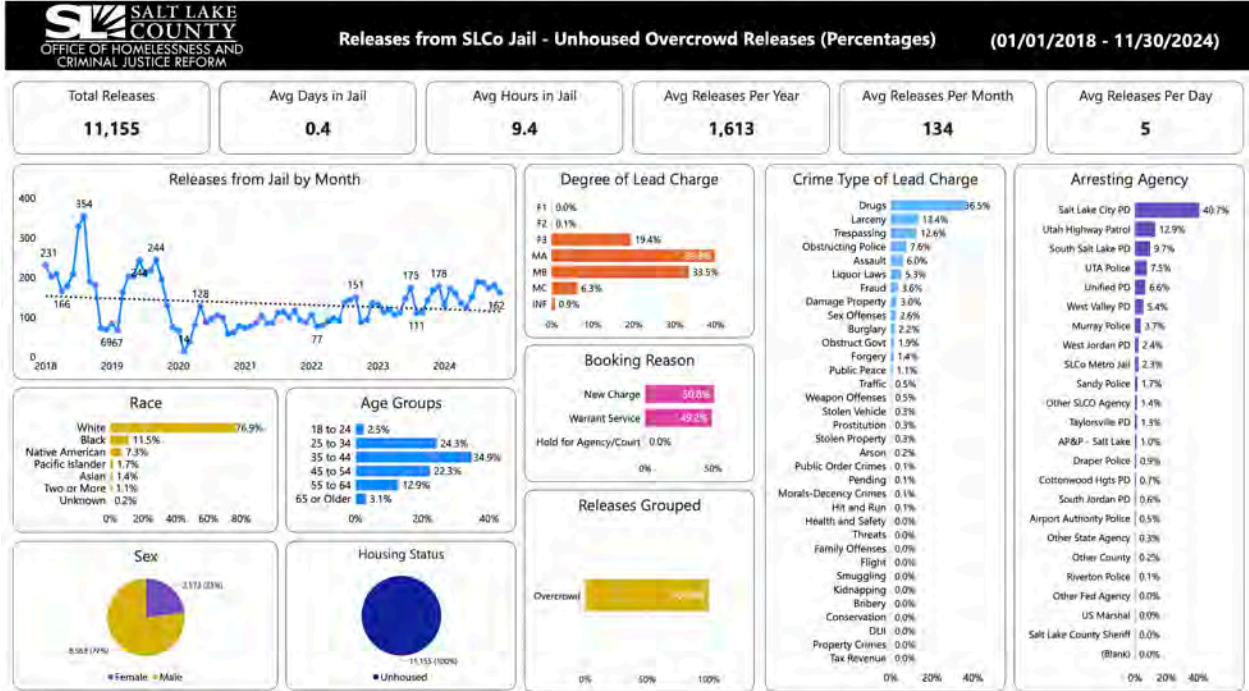 SALT LAKE
COUNTY
OFFICE OF HOMELESSNESS AND
CRIMINAL JUSTICE REFORM
Releases from SLCo Jail - Unhoused Overcrowd Releases (Percentages)
(01/01/2018 - 11/30/2024)
Total Releases
11,155
Avg Days in Jail
0.4
Avg Hours in Jail
9.4
Avg Releases Per Year
1,613
Avg Releases Per Month
134
Avg Releases Per Day
5
Releases from Jail by Month
400
300
200
100
0
354
231
166
6967
244
244
14
128
77
151
175
111
178
162
2018 2019 2020 2021 2022 2023 2024
Race
White 76.9%
Black 11.5%
Native American 7.3%
Pacific Islander 1.7%
Asian 1.4%
Two or More 1.1%
Unknown 0.2%
0% 20% 40% 60% 80%
Age Groups
18 to 24 2.5%
25 to 34 24.3%
35 to 44 34.9%
45 to 54 22.3%
55 to 64 12.9%
65 or Older 3.1%
0% 20% 40%
Sex
(23%)
(77%)
Female Male
Housing Status
11,155 (100%)
Unhoused
Degree of Lead Charge
F1 0.0%
F2 0.1%
F3 19.4%
MA
MB 33.5%
MC 6.3%
INF 0.9%
0% 10% 20% 30% 40%
Booking Reason
New Charge 50.8%
Warrant Service 49.2%
Hold for Agency/Court 0.0%
0% 50%
Releases Grouped
Overcrowd
0% 50% 100%
Crime Type of Lead Charge
Drugs 36.5%
Larceny 13.4%
Trespassing 12.6%
Obstructing Police 7.6%
Assault 6.0%
Liquor Laws 5.3%
Fraud 3.6%
Damage Property 3.0%
Sex Offenses 2.6%
Burglary 2.2%
Obstruct Govt 1.9%
Forgery 1.4%
Public Peace 1.1%
Traffic 0.5%
Weapon Offenses 0.5%
Stolen Vehicle 0.3%
Prostitution 0.3%
Stolen Property 0.3%
Arson 0.2%
Public Order Crimes 0.1%
Pending 0.1%
Morals-Decency Crimes 0.1%
Hit and Run 0.1%
Health and Safety 0.0%
Threats 0.0%
Family Offenses 0.0%
Flight 0.0%
Smuggling 0.0%
Kidnapping 0.0%
Bribery 0.0%
Conservation 0.0%
DUI 0.0%
Property Crimes 0.0%
Tax Revenue 0.0%
0% 20% 40%
Arresting Agency
Salt Lake City PD 40.7%
Utah Highway Patrol 12.9%
South Salt Lake PD 9.7%
UTA Police 7.5%
Unified PD 6.6%
West Valley PD 5.4%
Murray Police 3.7%
West Jordan PD 2.4%
SLCo Metro Jail 2.3%
Sandy Police 1.7%
Other SLCO Agency 1.4%
Taylorsville PD 1.3%
AP&P - Salt Lake 1.0%
Draper Police 0.9%
Cottonwood Hgts PD 0.7%
South Jordan PD 0.6%
Airport Authority Police 0.5%
Other State Agency 0.3%
Other County 0.2%
Riverton Police 0.1%
Other Fed Agency 0.0%
US Marshal 0.0%
Salt Lake County Sheriff 0.0%
(Blank) 0.0%
0% 20% 40%